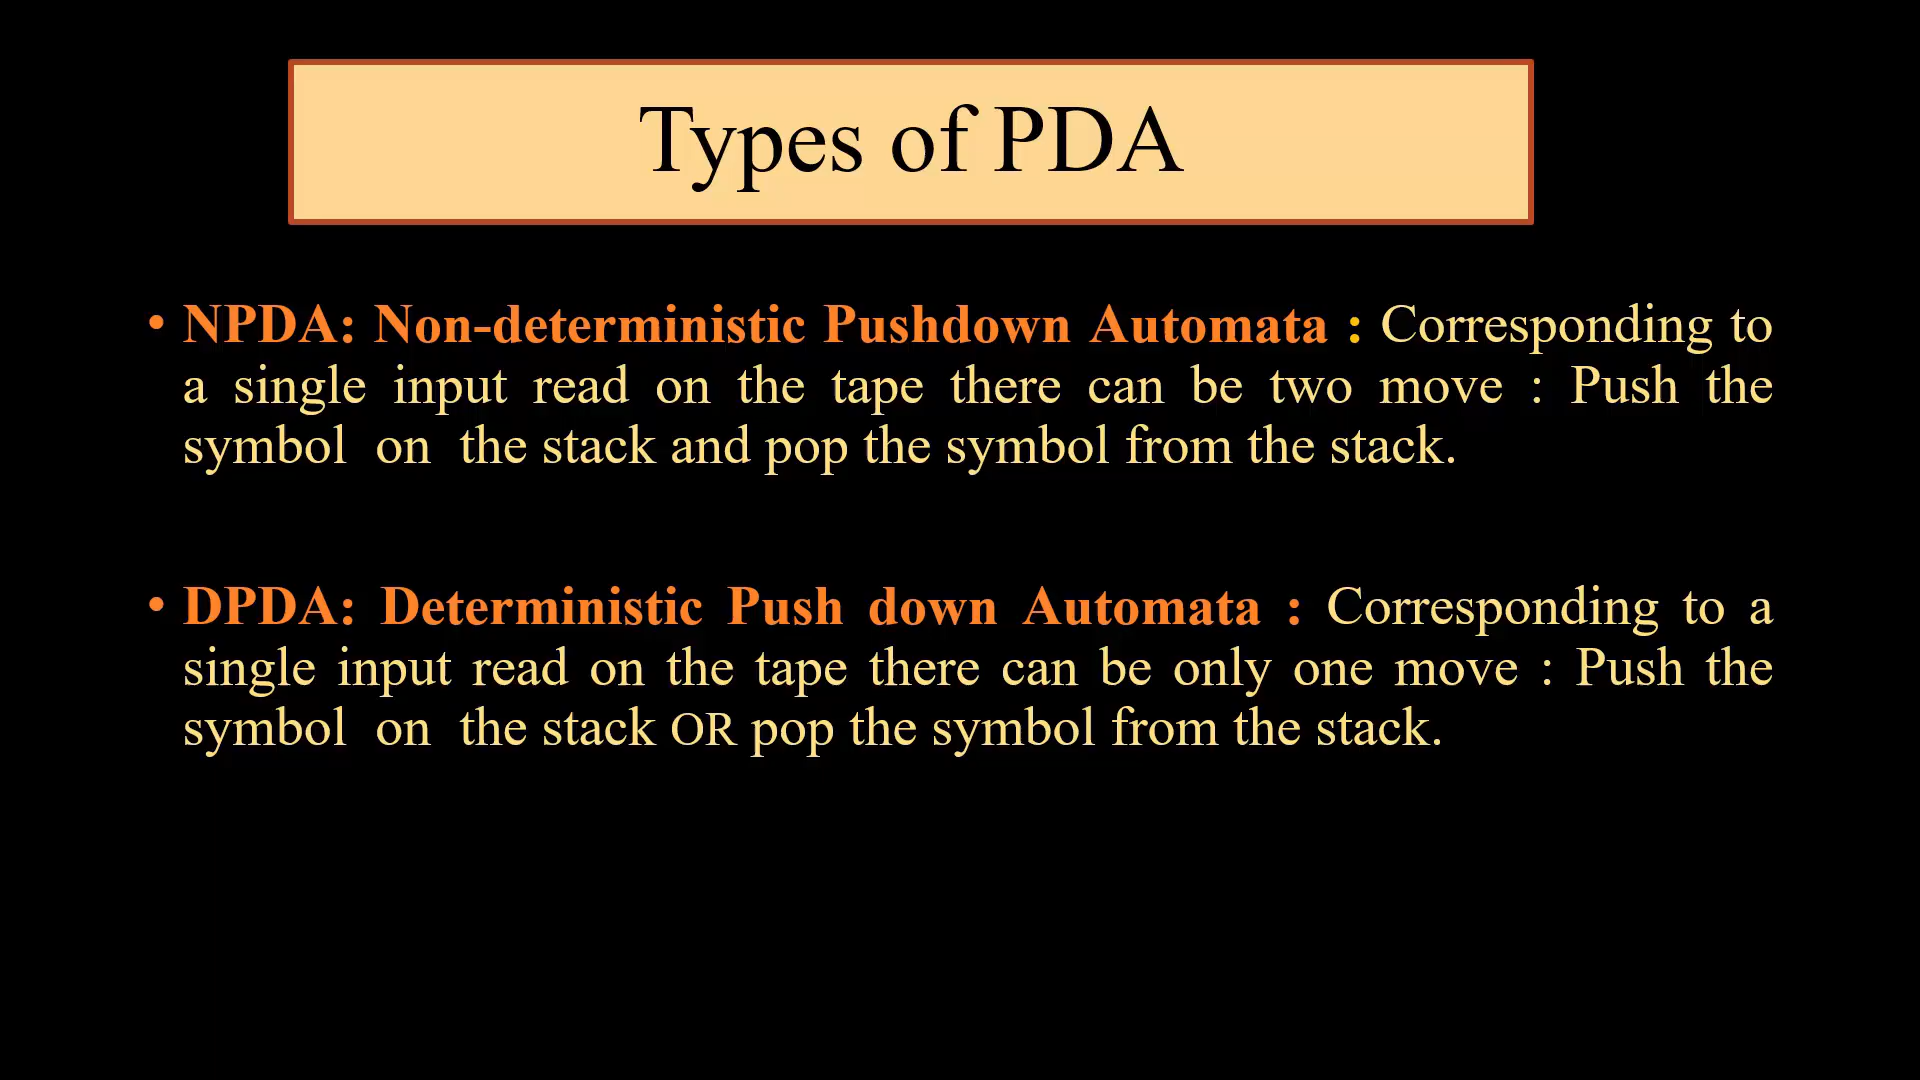 Types of PDA
• NPDA: Non-deterministic Pushdown Automata : Corresponding to
a single input read on the tape there can be two move : Push the
symbol on the stack and pop the symbol from the stack.
• DPDA: Deterministic Push down Automata : Corresponding to a
single input read on the tape there can be only one move : Push the
symbol on the stack OR pop the symbol from the stack.